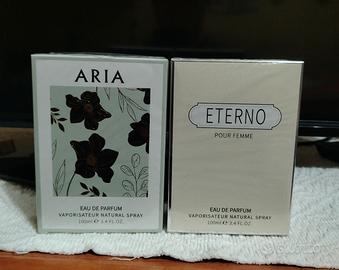 ARIA
EAU DE PARFUM
VAPORISATEUR NATURAL SPRAY
100ml ℮ 3.4 FL.OZ.
ETERNO
POUR FEMME
EAU DE PARFUM
VAPORISATEUR NATURAL SPRAY
100ml ℮ 3.4 FL.OZ.